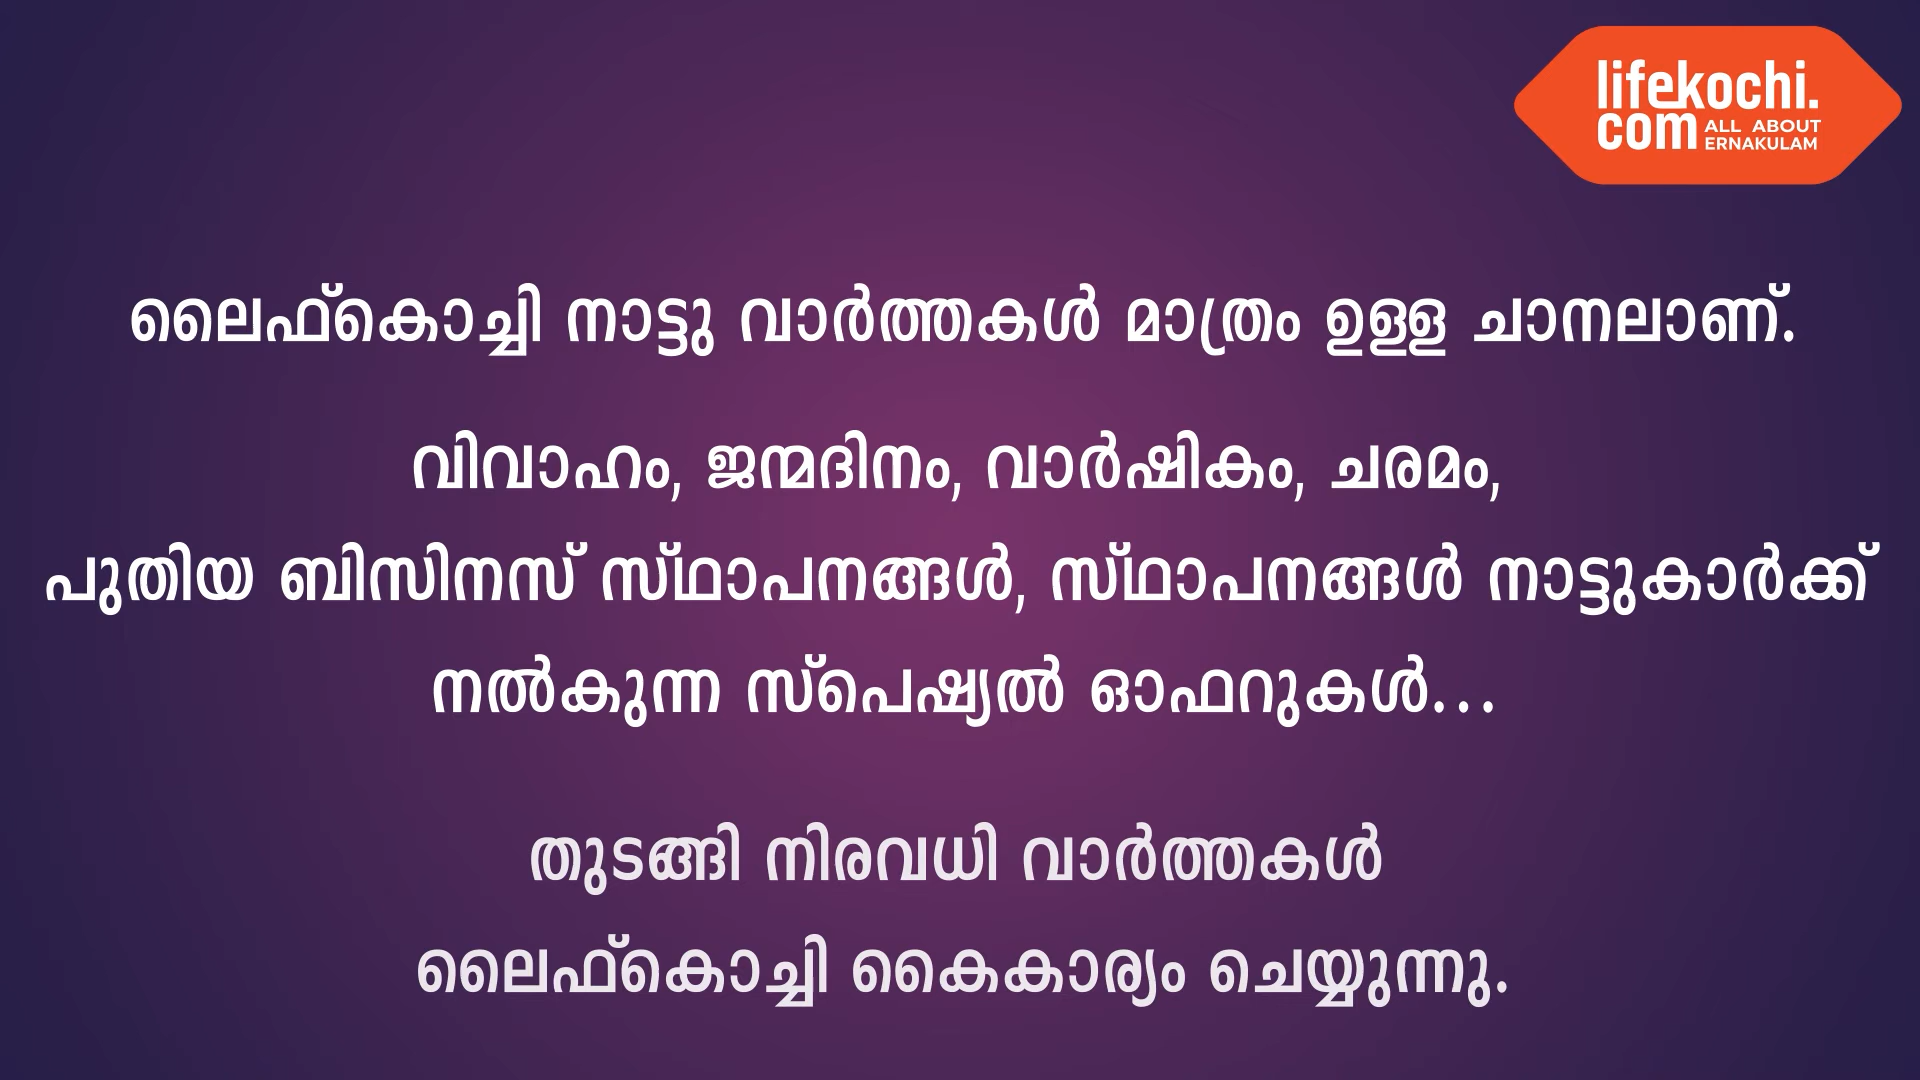 lifekochi.
com ALL ABOUT
ERNAKULAM
ലൈഫ്കൊച്ചി നാട്ടു വാർത്തകൾ മാത്രം ഉള്ള ചാനലാണ്.
വിവാഹം, ജന്മദിനം, വാർഷികം, ചരമം,
പുതിയ ബിസിനസ് സ്ഥാപനങ്ങൾ, സ്ഥാപനങ്ങൾ നാട്ടുകാർക്ക്
നൽകുന്ന സ്പെഷ്യൽ ഓഫറുകൾ...
തുടങ്ങി നിരവധി വാർത്തകൾ
ലൈഫ്കൊച്ചി കൈകാര്യം ചെയ്യുന്നു.